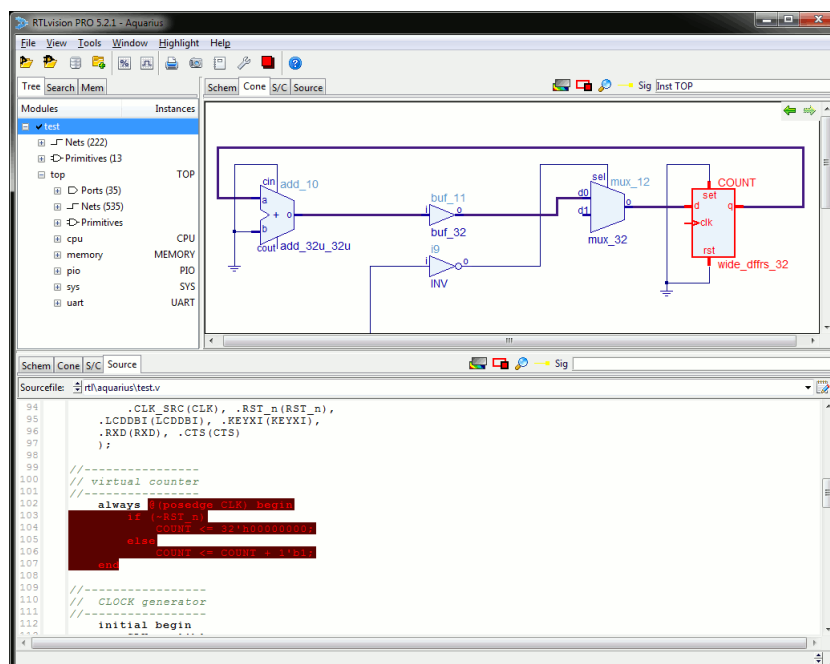 RTLvision PRO 5.2.1 - Aquarius
File View Tools Window Highlight Help
Tree Search Mem
Modules Instances
test
Nets (222)
Primitives (13
top TOP
Ports (35)
Nets (535)
Primitives
cpu CPU
memory MEMORY
pio PIO
sys SYS
uart UART
Schem Cone S/C Source
Sig Inst TOP
cin add_10
a
+ o
b
cout add_32u_32u
buf_11
i o
buf_32
i9
i o
INV
sel mux_12
d0
o
d1
mux_32
COUNT
set
d q
clk
rst
wide_dffrs_32
Schem Cone S/C Source
Sig
Sourcefile: rtl\aquarius\test.v
94 .CLK_SRC(CLK), .RST_n(RST_n),
95 .LCDDBI(LCDDBI), .KEYXI(KEYXI),
96 .RXD(RXD), .CTS(CTS)
97 );
98
99 //----------------
100 // virtual counter
101 //----------------
102 always @(posedge CLK) begin
103 if (~RST_n)
104 COUNT <= 32'h00000000;
105 else
106 COUNT <= COUNT + 1'b1;
107 end
108
109 //-----------------
110 // CLOCK generator
111 //-----------------
112 initial begin